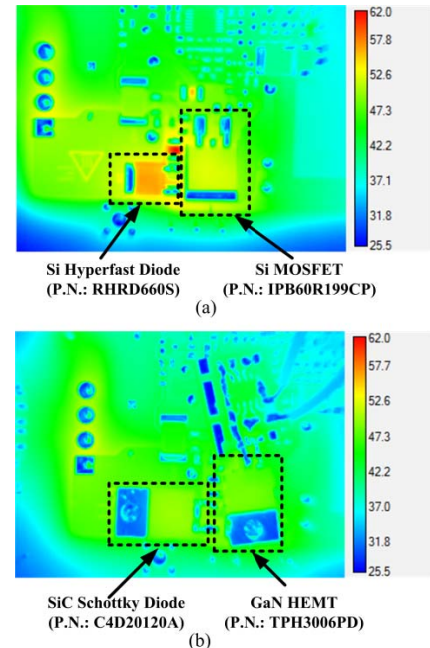 62.0
57.8
52.6
47.3
42.2
37.1
31.8
25.5
Si Hyperfast Diode
(P.N.: RHRD660S)
Si MOSFET
(P.N.: IPB60R199CP)
(a)
62.0
57.8
52.6
47.3
42.2
37.0
31.8
25.5
SiC Schottky Diode
(P.N.: C4D20120A)
GaN HEMT
(P.N.: TPH3006PD)
(b)